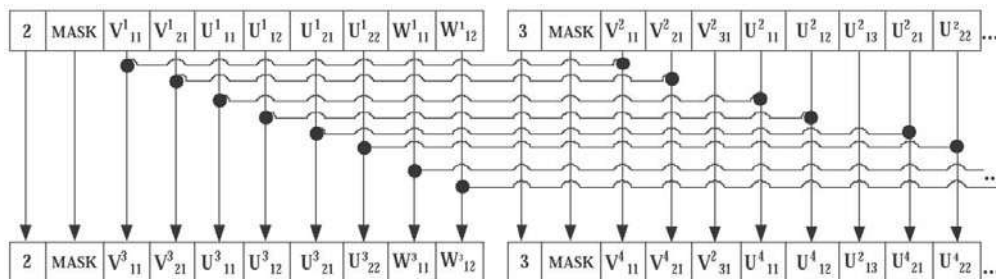 2 MASK V¹₁₁ V¹₂₁ U¹₁₁ U¹₁₂ U¹₂₁ U¹₂₂ W¹₁₁ W¹₁₂ 3 MASK V²₁₁ V²₂₁ V²₃₁ U²₁₁ U²₁₂ U²₁₃ U²₂₁ U²₂₂ ...
..
2 MASK V³₁₁ V³₂₁ U³₁₁ U³₁₂ U³₂₁ U³₂₂ W³₁₁ W³₁₂ 3 MASK V⁴₁₁ V⁴₂₁ V²₃₁ U⁴₁₁ U⁴₁₂ U²₁₃ U⁴₂₁ U⁴₂₂ ..